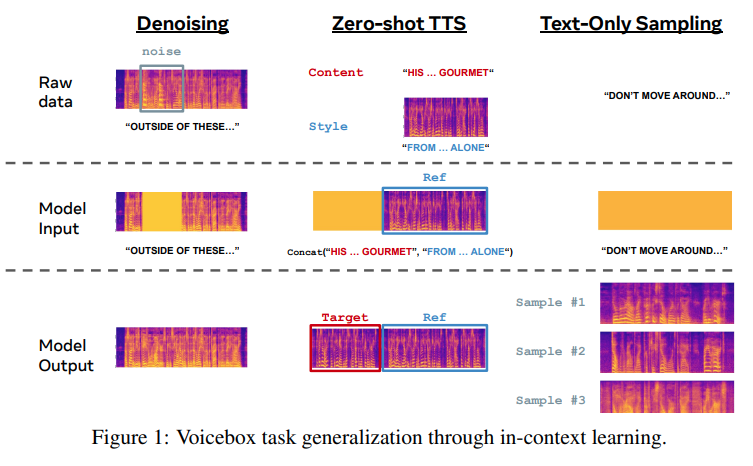 Denoising
Zero-shot TTS
Text-Only Sampling
Raw data
noise
“OUTSIDE OF THESE…”
Content
“HIS … GOURMET“
Style
“FROM … ALONE“
“DON’T MOVE AROUND…”
Model Input
“OUTSIDE OF THESE…”
Ref
Concat(“HIS … GOURMET”, “FROM … ALONE“)
“DON’T MOVE AROUND…”
Model Output
Target
Ref
Sample #1
Sample #2
Sample #3
Figure 1: Voicebox task generalization through in-context learning.